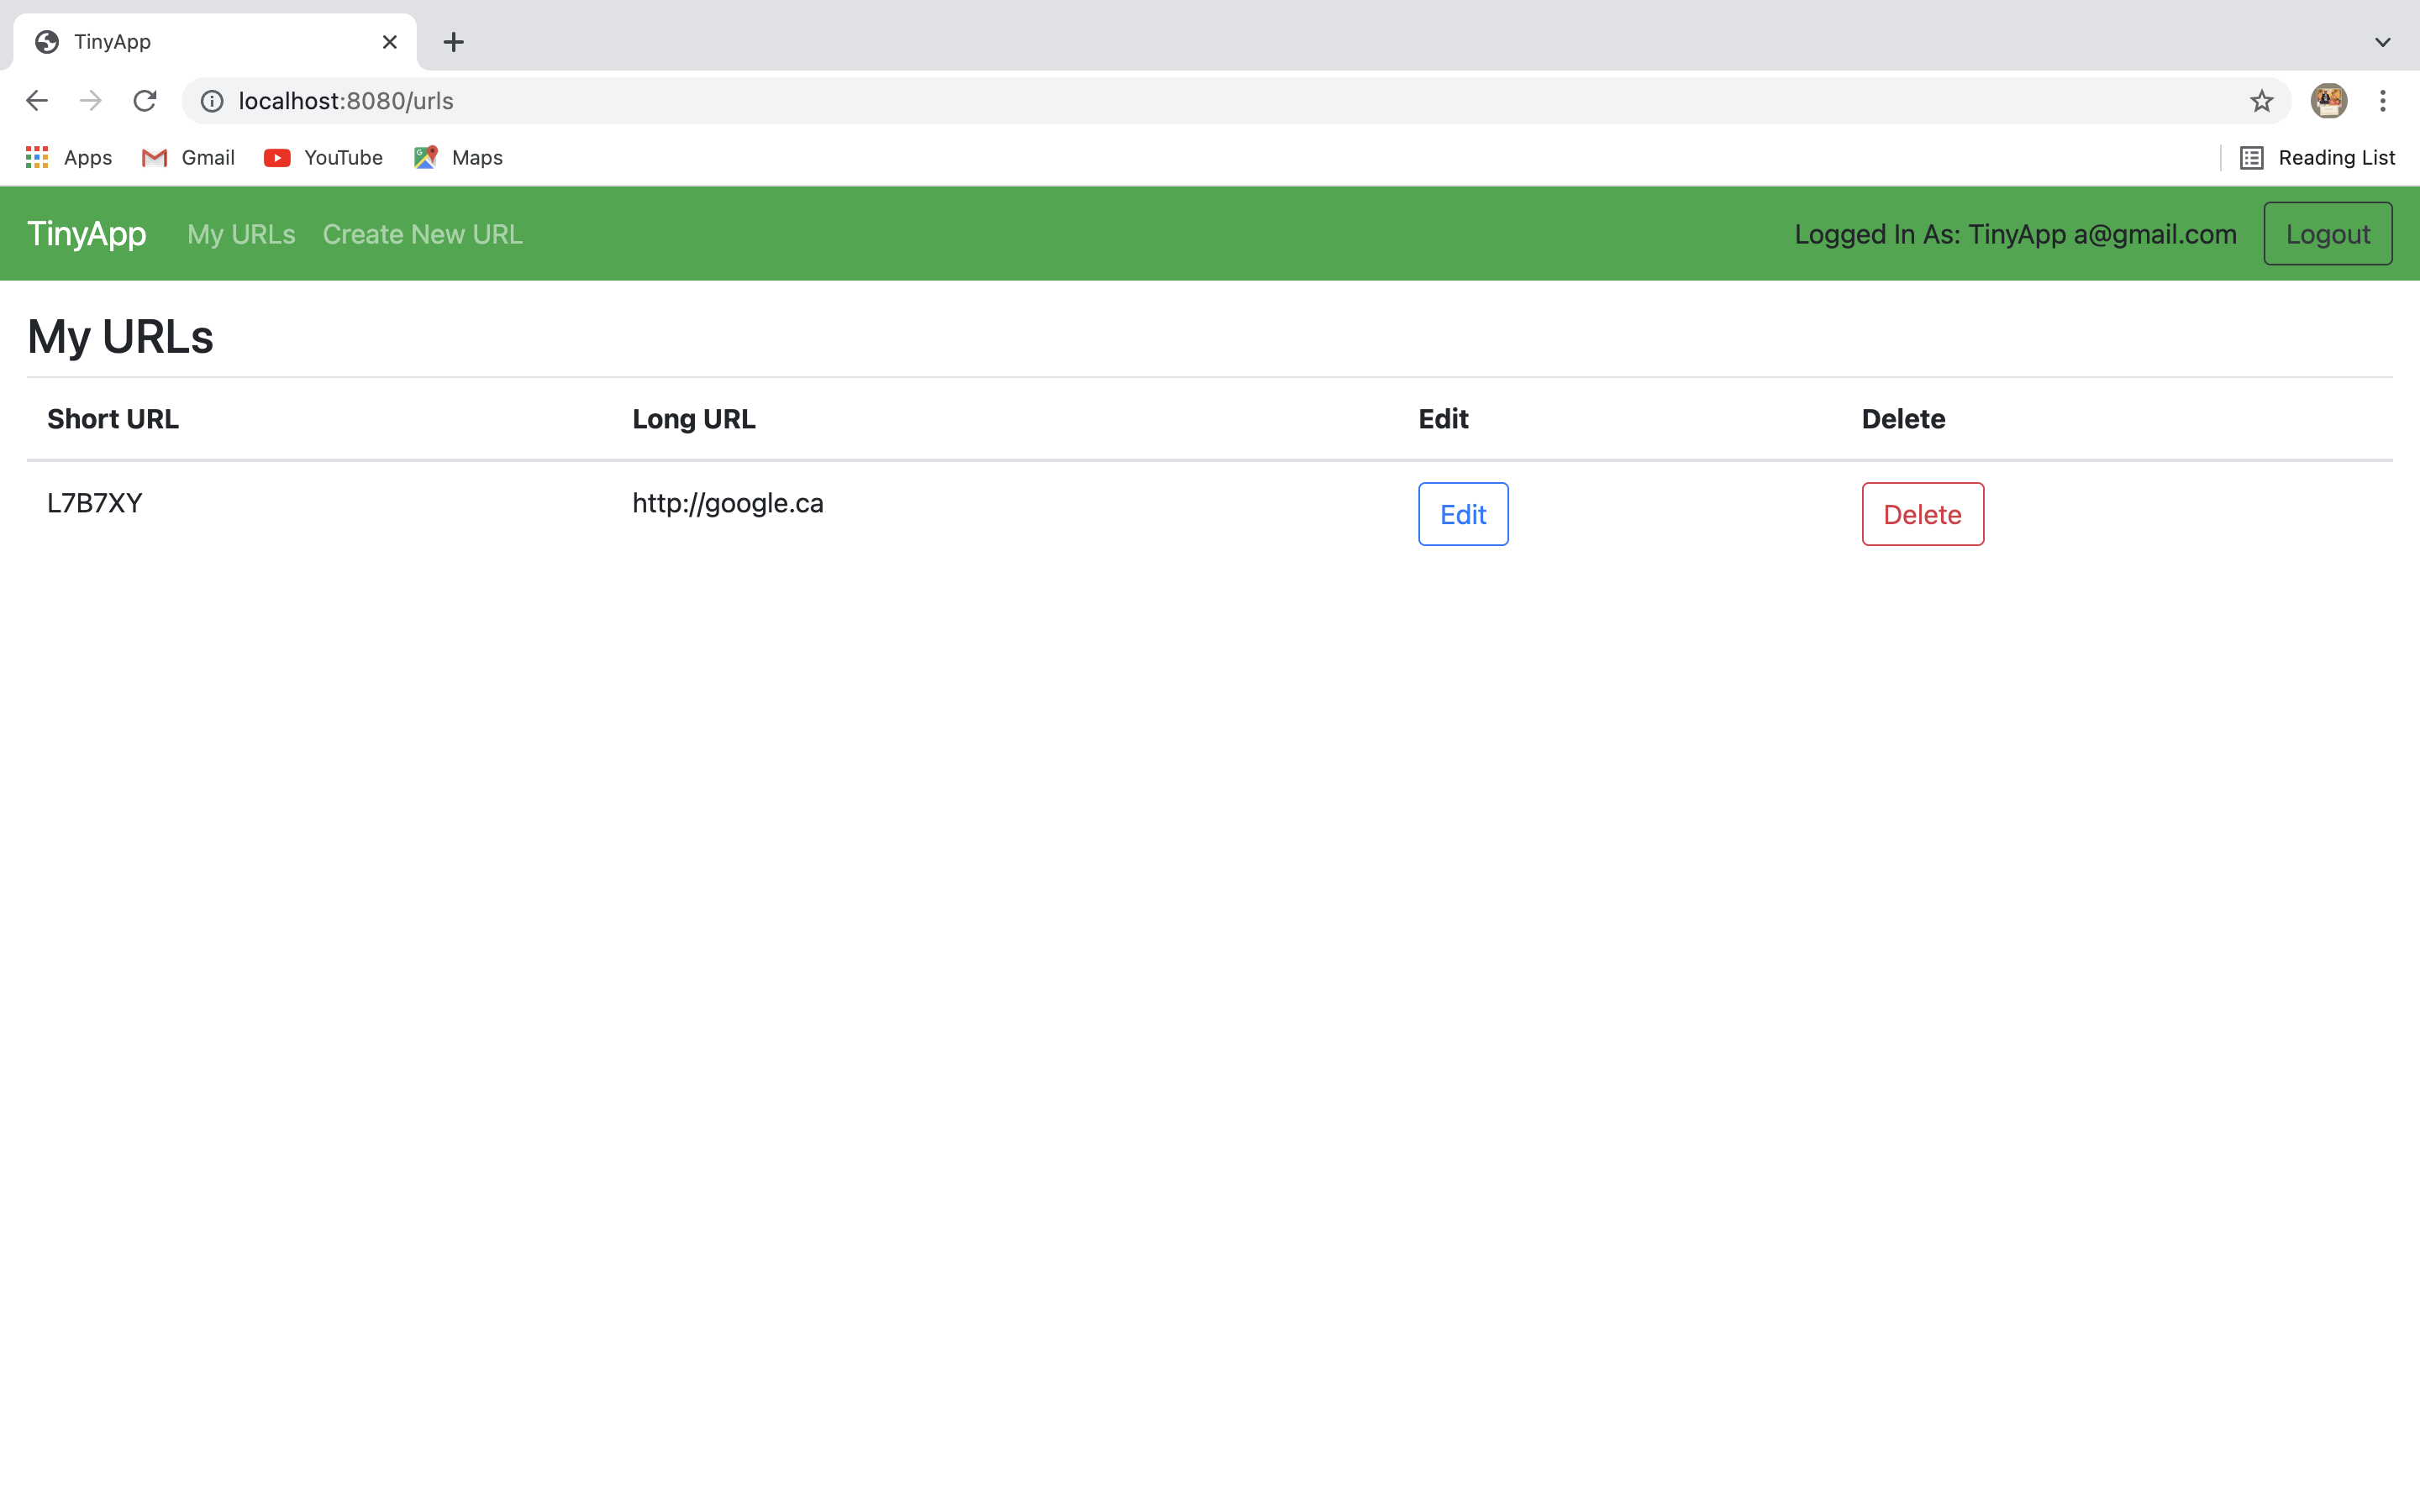 TinyApp
localhost:8080/urls
Apps Gmail YouTube Maps Reading List
TinyApp My URLs Create New URL Logged In As: TinyApp a@gmail.com Logout
My URLs
Short URL Long URL Edit Delete
L7B7XY http://google.ca Edit Delete